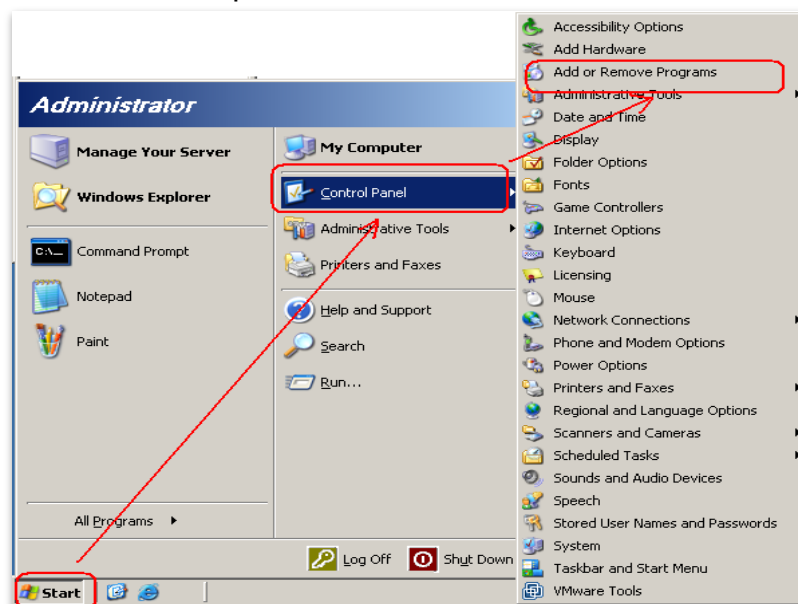 Administrator
Manage Your Server
Windows Explorer
Command Prompt
Notepad
Paint
All Programs
My Computer
Control Panel
Administrative Tools
Printers and Faxes
Help and Support
Search
Run...
Log Off
Shut Down
Start
Accessibility Options
Add Hardware
Add or Remove Programs
Administrative Tools
Date and Time
Display
Folder Options
Fonts
Game Controllers
Internet Options
Keyboard
Licensing
Mouse
Network Connections
Phone and Modem Options
Power Options
Printers and Faxes
Regional and Language Options
Scanners and Cameras
Scheduled Tasks
Sounds and Audio Devices
Speech
Stored User Names and Passwords
System
Taskbar and Start Menu
VMware Tools